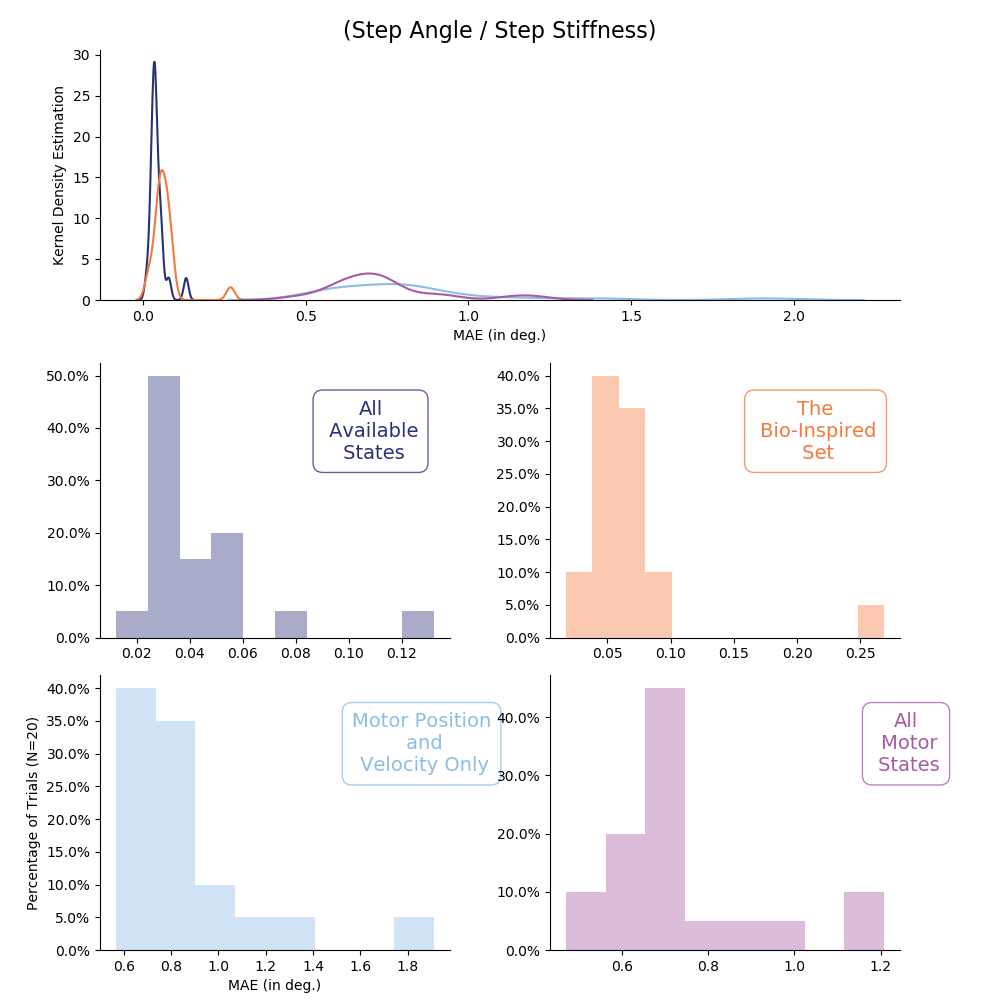 (Step Angle / Step Stiffness)
30
25
20
15
10
5
0
Kernel Density Estimation
0.0 0.5 1.0 1.5 2.0
MAE (in deg.)
50.0%
40.0%
30.0%
20.0%
10.0%
0.0%
0.02 0.04 0.06 0.08 0.10 0.12
All
Available
States
40.0%
35.0%
30.0%
25.0%
20.0%
15.0%
10.0%
5.0%
0.0%
0.05 0.10 0.15 0.20 0.25
The
Bio-Inspired
Set
40.0%
35.0%
30.0%
25.0%
20.0%
15.0%
10.0%
5.0%
0.0%
Percentage of Trials (N=20)
0.6 0.8 1.0 1.2 1.4 1.6 1.8
MAE (in deg.)
Motor Position
and
Velocity Only
40.0%
30.0%
20.0%
10.0%
0.0%
0.6 0.8 1.0 1.2
All
Motor
States